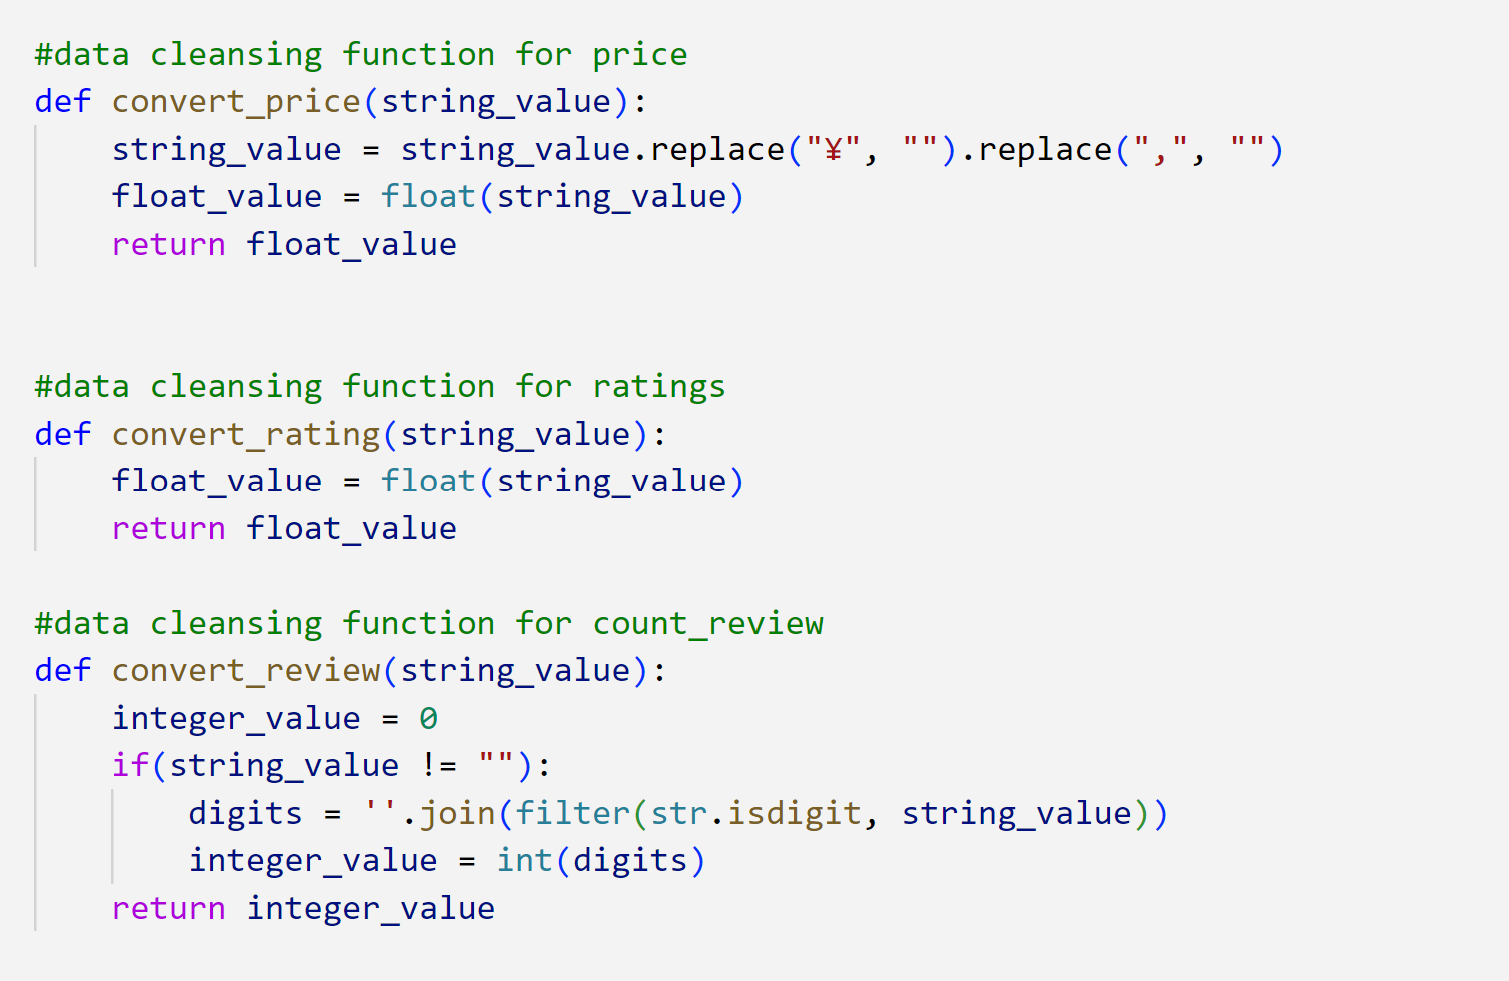 #data cleansing function for price
def convert_price(string_value):
    string_value = string_value.replace("¥", "").replace(",", "")
    float_value = float(string_value)
    return float_value
#data cleansing function for ratings
def convert_rating(string_value):
    float_value = float(string_value)
    return float_value
#data cleansing function for count_review
def convert_review(string_value):
    integer_value = 0
    if(string_value != ""):
        digits = ''.join(filter(str.isdigit, string_value))
        integer_value = int(digits)
    return integer_value